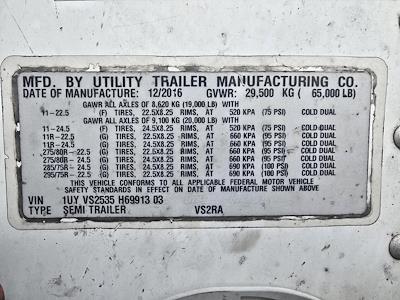 MFD. BY UTILITY TRAILER MANUFACTURING CO.
DATE OF MANUFACTURE: 12/2016 GVWR: 29,500 KG ( 65,000 LB)
GAWR ALL AXLES OF 8,620 KG (19,000 LB) WITH
11-22.5 (F) TIRES, 22.5X8.25 RIMS, AT 520 KPA (75 PSI) COLD DUAL
GAWR ALL AXLES OF 9,100 KG (20,000 LB) WITH
11-24.5 (F) TIRES, 24.5X8.25 RIMS, AT 520 KPA (75 PSI) COLD DUAL
11R-22.5 (G) TIRES, 22.5X8.25 RIMS, AT 660 KPA (95 PSI) COLD DUAL
11R-24.5 (G) TIRES, 24.5X8.25 RIMS, AT 660 KPA (95 PSI) COLD DUAL
275/80R-22.5 (G) TIRES, 22.5X8.25 RIMS, AT 660 KPA (95 PSI) COLD DUAL
275/80R-24.5 (G) TIRES, 24.5X8.25 RIMS, AT 660 KPA (95 PSI) COLD DUAL
285/75R-24.5 (G) TIRES, 24.5X8.25 RIMS, AT 690 KPA (100 PSI) COLD DUAL
295/75R-22.5 (G) TIRES, 22.5X8.25 RIMS, AT 690 KPA (100 PSI) COLD DUAL
THIS VEHICLE CONFORMS TO ALL APPLICABLE FEDERAL MOTOR VEHICLE
SAFETY STANDARDS IN EFFECT ON DATE OF MANUFACTURE SHOWN ABOVE
VIN 1UY VS2535 H69913 03
TYPE SEMI TRAILER VS2RA